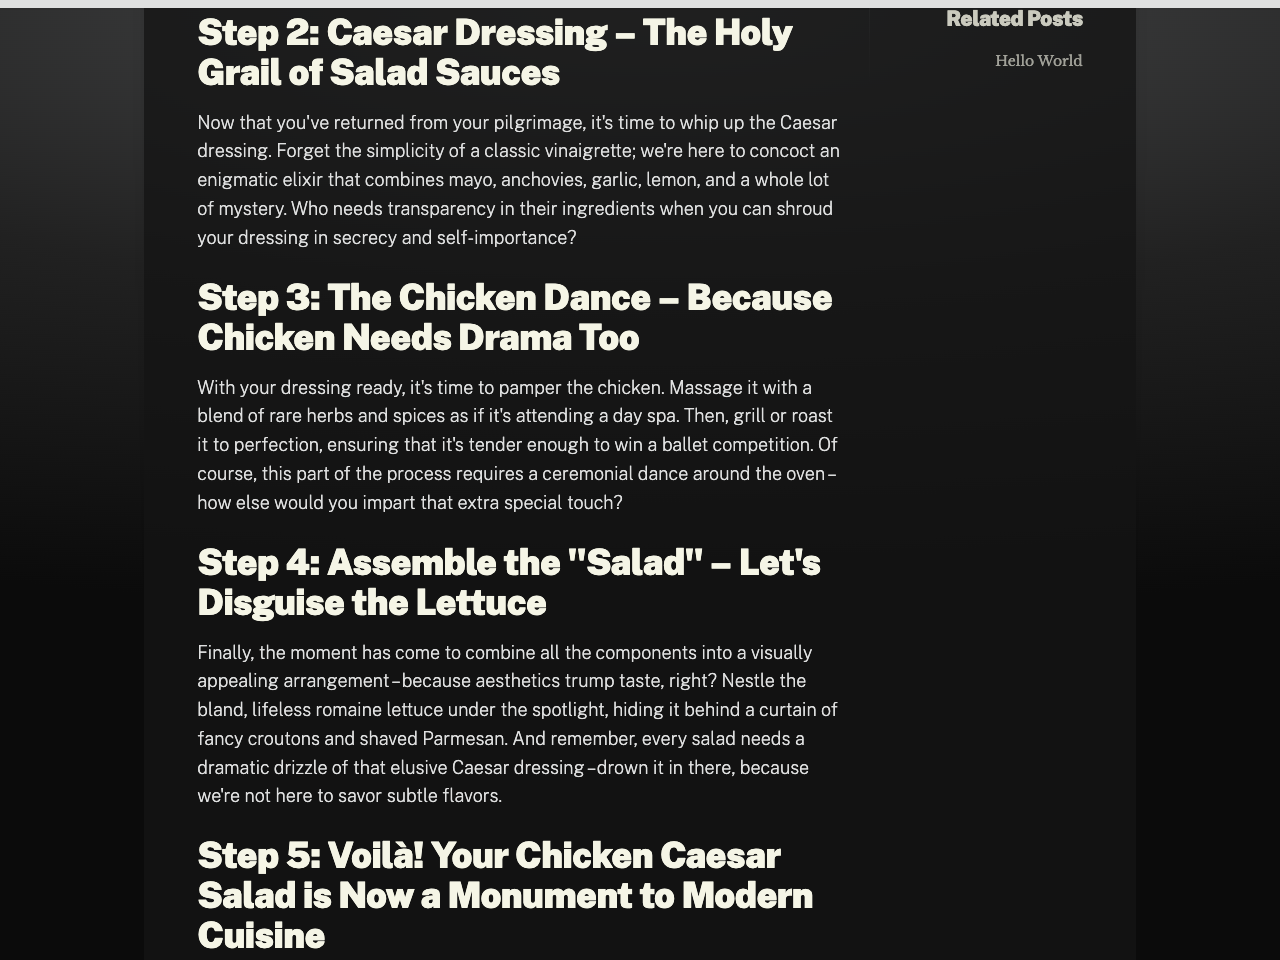 Step 2: Caesar Dressing – The Holy
Grail of Salad Sauces
Now that you've returned from your pilgrimage, it's time to whip up the Caesar
dressing. Forget the simplicity of a classic vinaigrette; we're here to concoct an
enigmatic elixir that combines mayo, anchovies, garlic, lemon, and a whole lot
of mystery. Who needs transparency in their ingredients when you can shroud
your dressing in secrecy and self-importance?
Step 3: The Chicken Dance – Because
Chicken Needs Drama Too
With your dressing ready, it's time to pamper the chicken. Massage it with a
blend of rare herbs and spices as if it's attending a day spa. Then, grill or roast
it to perfection, ensuring that it's tender enough to win a ballet competition. Of
course, this part of the process requires a ceremonial dance around the oven–
how else would you impart that extra special touch?
Step 4: Assemble the "Salad" – Let's
Disguise the Lettuce
Finally, the moment has come to combine all the components into a visually
appealing arrangement–because aesthetics trump taste, right? Nestle the
bland, lifeless romaine lettuce under the spotlight, hiding it behind a curtain of
fancy croutons and shaved Parmesan. And remember, every salad needs a
dramatic drizzle of that elusive Caesar dressing–drown it in there, because
we're not here to savor subtle flavors.
Step 5: Voilà! Your Chicken Caesar
Salad is Now a Monument to Modern
Cuisine
Related Posts
Hello World